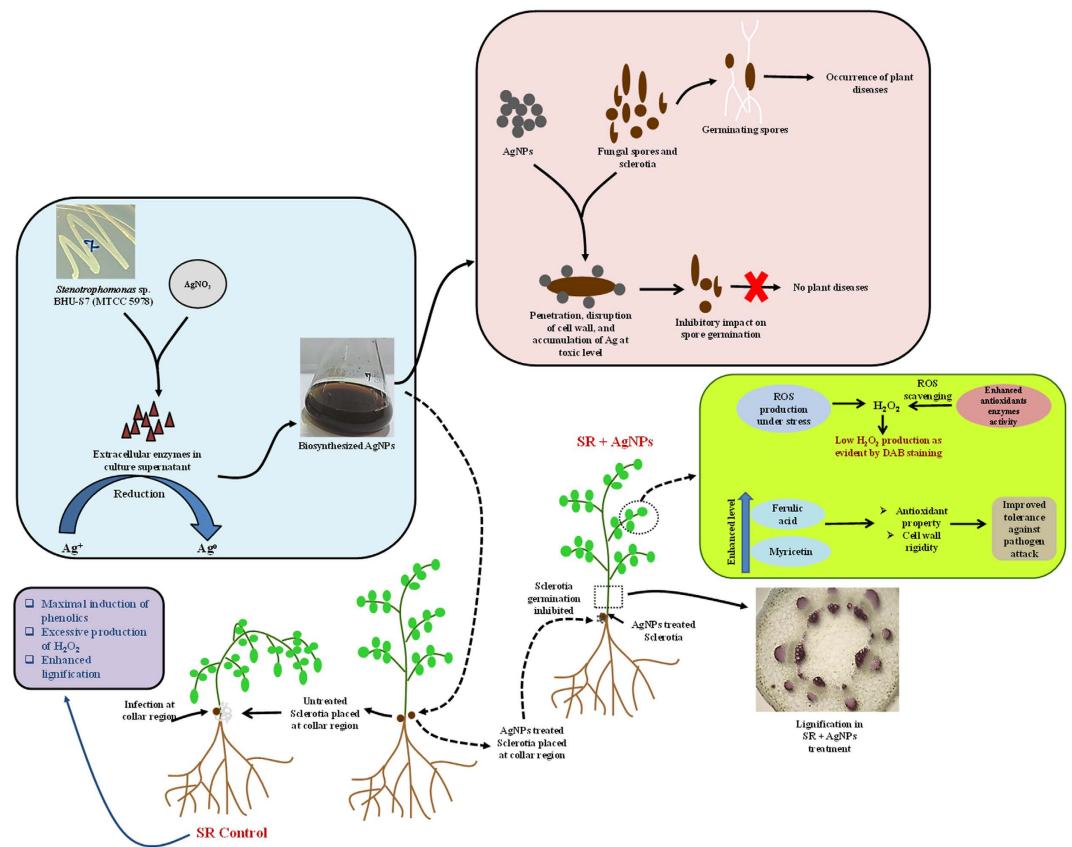 AgNPs
Fungal spores and
sclerotia
Germinating spores
Occurrence of plant
diseases
Penetration, disruption
of cell wall, and
accumulation of Ag at
toxic level
Inhibitory impact on
spore germination
No plant diseases
Stenotrophomonas sp.
BHU-S7 (MTCC 5978)
AgNO₃
Extracellular enzymes in
culture supernatant
Reduction
Ag⁺
Ag⁰
Biosynthesized AgNPs
ROS
production
under stress
H₂O₂
ROS
scavenging
Enhanced
antioxidants
enzymes
activity
Low H₂O₂ production as
evident by DAB staining
Enhanced level
Ferulic
acid
Myricetin
➤ Antioxidant
property
➤ Cell wall
rigidity
Improved
tolerance
against
pathogen
attack
SR + AgNPs
Sclerotia
germination
inhibited
AgNPs treated
Sclerotia
Lignification in
SR + AgNPs
treatment
❑ Maximal induction of
phenolics
❑ Excessive production
of H₂O₂
❑ Enhanced
lignification
Infection at
collar region
Untreated
Sclerotia placed
at collar region
AgNPs treated
Sclerotia placed
at collar region
SR Control